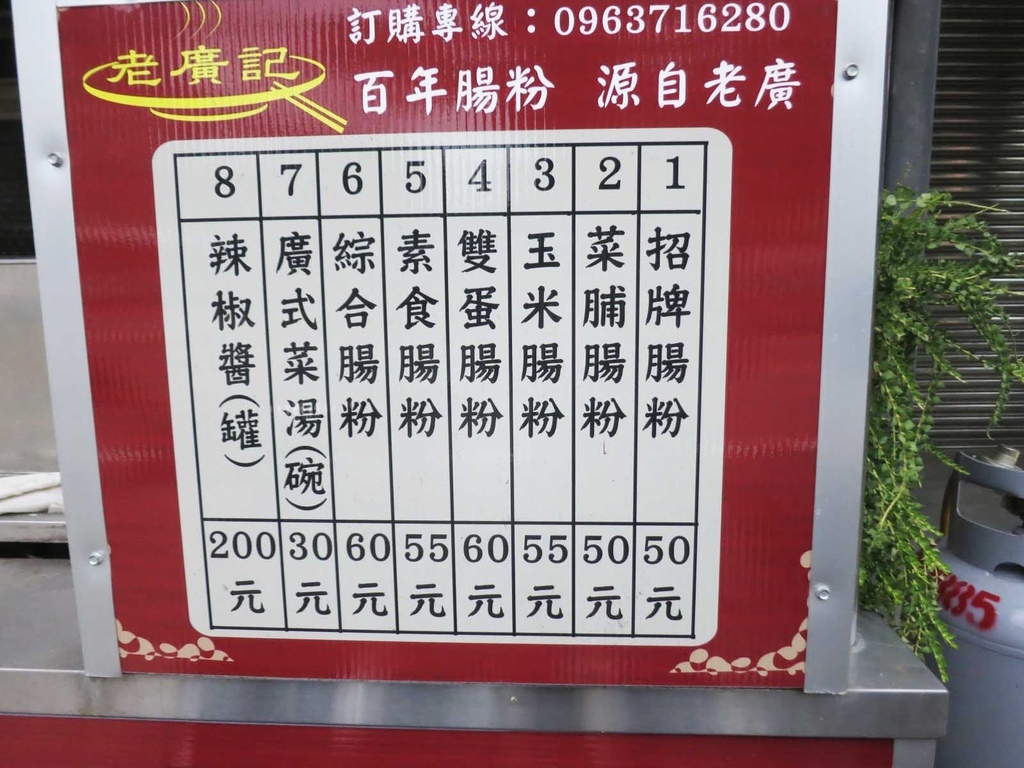 訂購專線：0963716280
老廣記
百年腸粉 源自老廣
1 招牌腸粉 50元
2 菜脯腸粉 50元
3 玉米腸粉 55元
4 雙蛋腸粉 60元
5 素食腸粉 55元
6 綜合腸粉 60元
7 廣式菜湯(碗) 30元
8 辣椒醬(罐) 200元